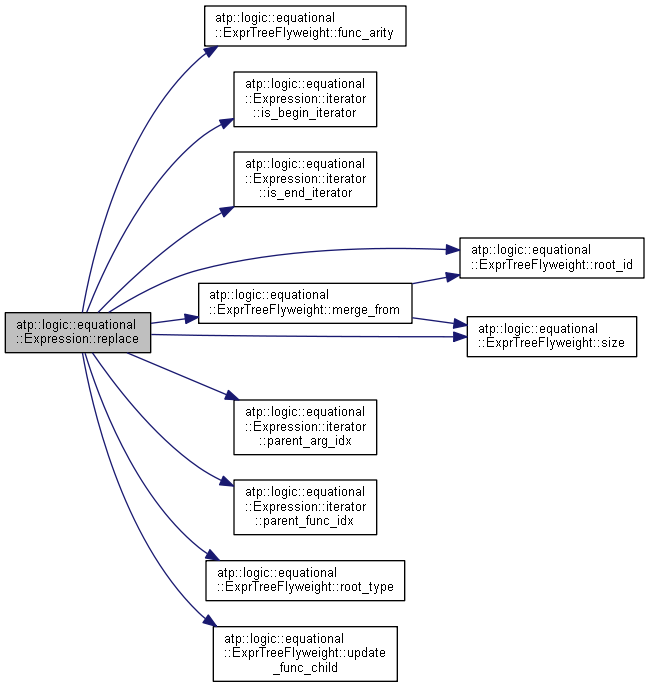 atp::logic::equational
::ExprTreeFlyweight::func_arity
atp::logic::equational
::Expression::iterator
::is_begin_iterator
atp::logic::equational
::Expression::iterator
::is_end_iterator
atp::logic::equational
::ExprTreeFlyweight::root_id
atp::logic::equational
::ExprTreeFlyweight::merge_from
atp::logic::equational
::Expression::replace
atp::logic::equational
::ExprTreeFlyweight::size
atp::logic::equational
::Expression::iterator
::parent_arg_idx
atp::logic::equational
::Expression::iterator
::parent_func_idx
atp::logic::equational
::ExprTreeFlyweight::root_type
atp::logic::equational
::ExprTreeFlyweight::update
_func_child